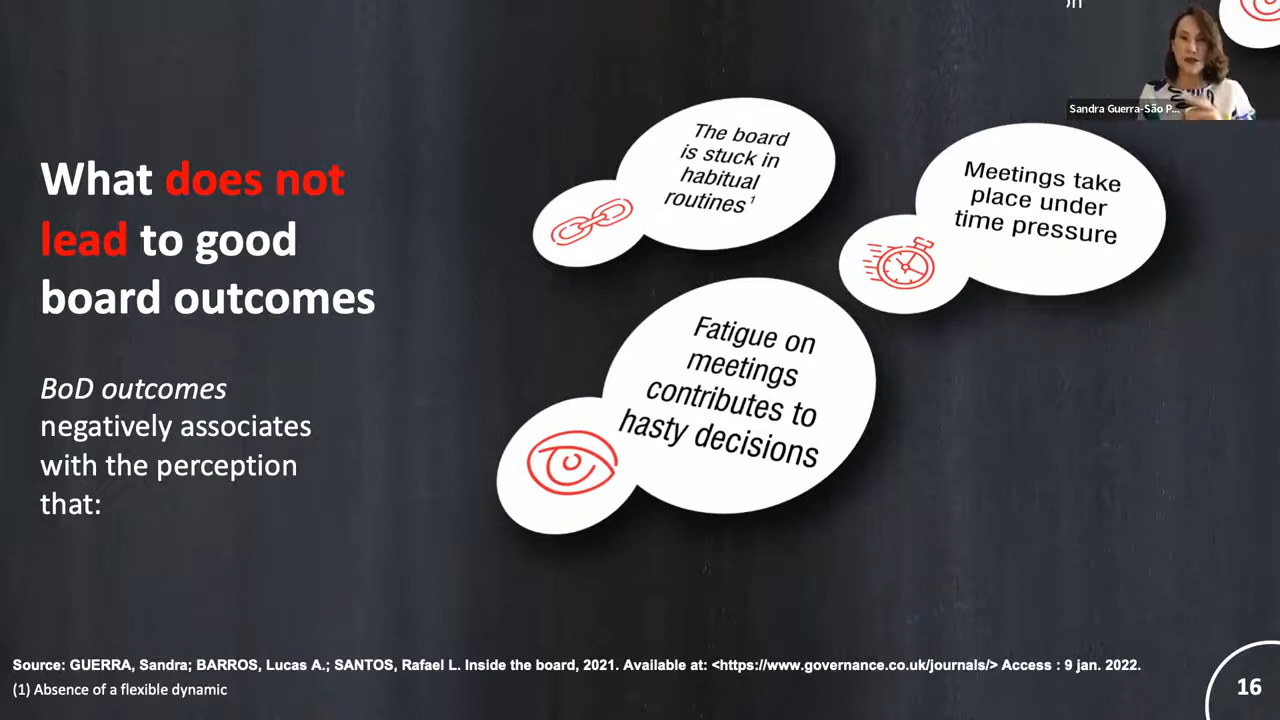 What does not
lead to good
board outcomes
BoD outcomes
negatively associates
with the perception
that:
The board
is stuck in
habitual
routines¹
Meetings take
place under
time pressure
Fatigue on
meetings
contributes to
hasty decisions
Sandra Guerra-São P...
Source: GUERRA, Sandra; BARROS, Lucas A.; SANTOS, Rafael L. Inside the board, 2021. Available at: <https://www.governance.co.uk/journals/> Access : 9 jan. 2022.
(1) Absence of a flexible dynamic
16